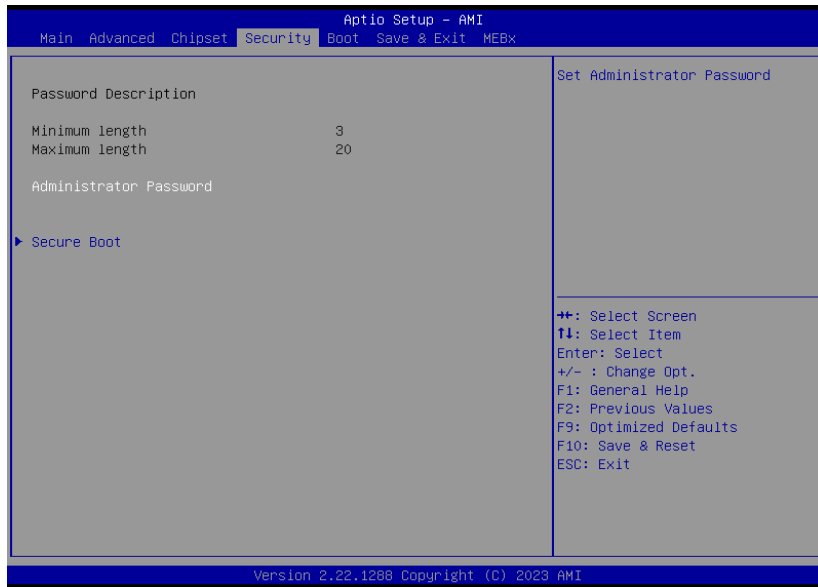 Aptio Setup – AMI
Main Advanced Chipset Security Boot Save & Exit MEBx
Password Description
Minimum length 3
Maximum length 20
Administrator Password
▶ Secure Boot
Set Administrator Password
→←: Select Screen
↑↓: Select Item
Enter: Select
+/- : Change Opt.
F1: General Help
F2: Previous Values
F9: Optimized Defaults
F10: Save & Reset
ESC: Exit
Version 2.22.1288 Copyright (C) 2023 AMI